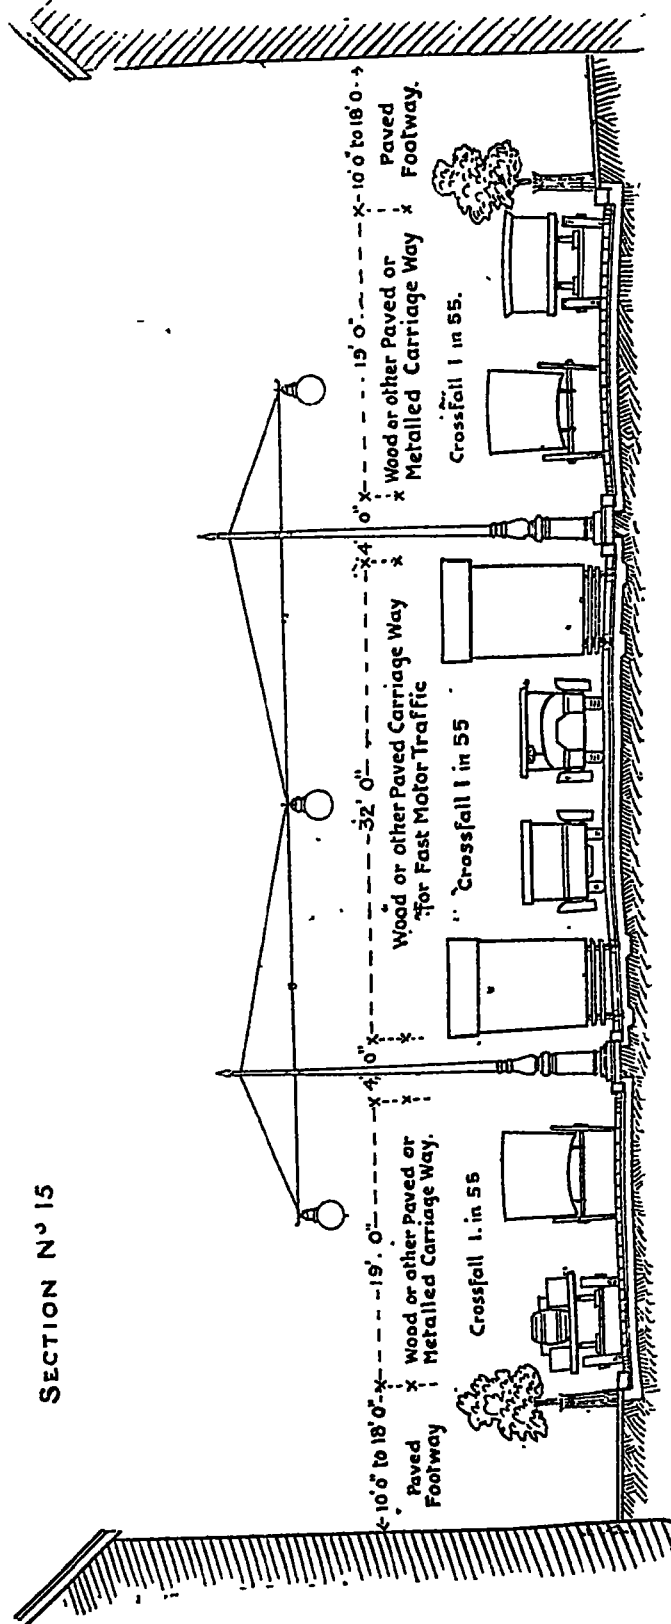 SECTION Nº 15
10' 0" to 18' 0"
19'. 0"
4' 0"
32' 0"
4' 0"
19' 0"
10' 0" to 18' 0
Paved
Footway
Wood or other Paved or
Metalled Carriage Way.
Crossfall 1. in 55
Wood or other Paved Carriage Way
for Fast Motor Traffic
Crossfall 1 in 55
Wood or other Paved or
Metalled Carriage Way
Crossfall 1 in 55.
Paved
Footway.